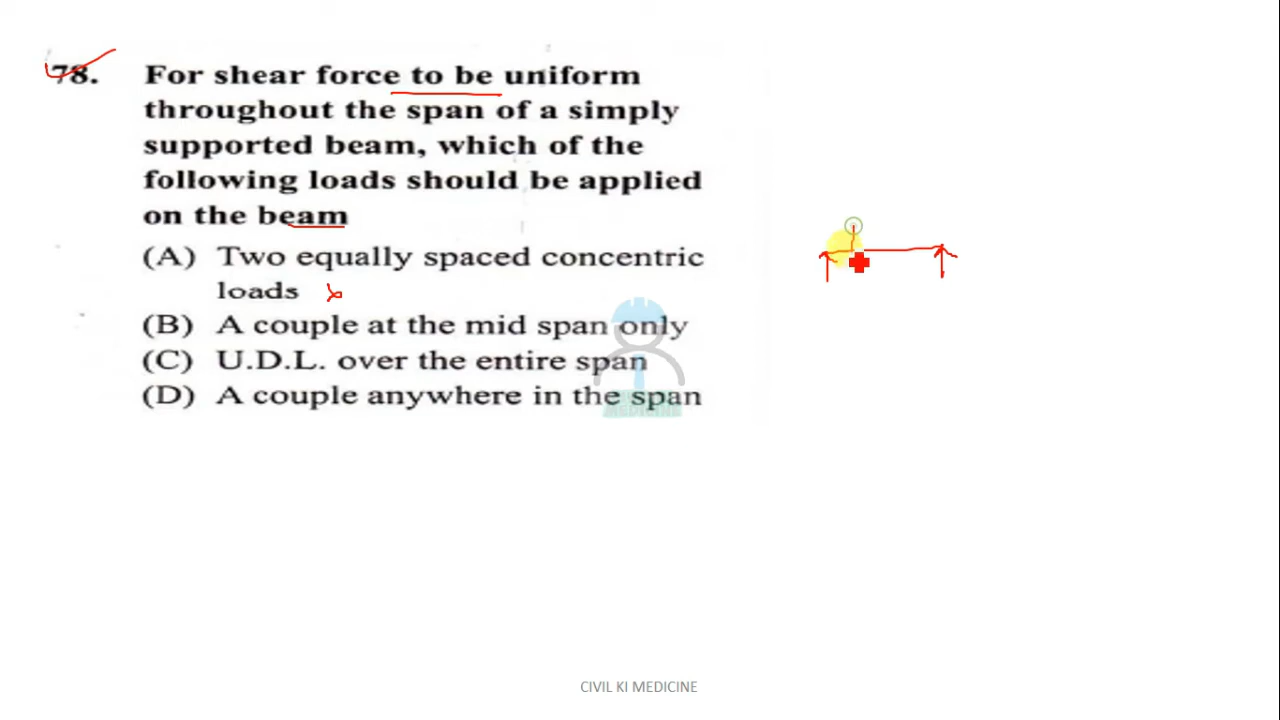 78. For shear force to be uniform
throughout the span of a simply
supported beam, which of the
following loads should be applied
on the beam
(A) Two equally spaced concentric
loads
(B) A couple at the mid span only
(C) U.D.L. over the entire span
(D) A couple anywhere in the span
MEDICINE
CIVIL KI MEDICINE